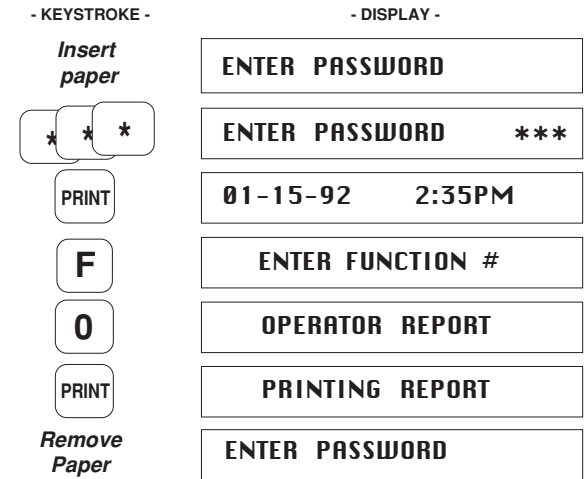 - KEYSTROKE - - DISPLAY -
Insert
paper
ENTER PASSWORD
* * * ENTER PASSWORD ***
PRINT 01-15-92 2:35PM
F ENTER FUNCTION #
0 OPERATOR REPORT
PRINT PRINTING REPORT
Remove
Paper
ENTER PASSWORD